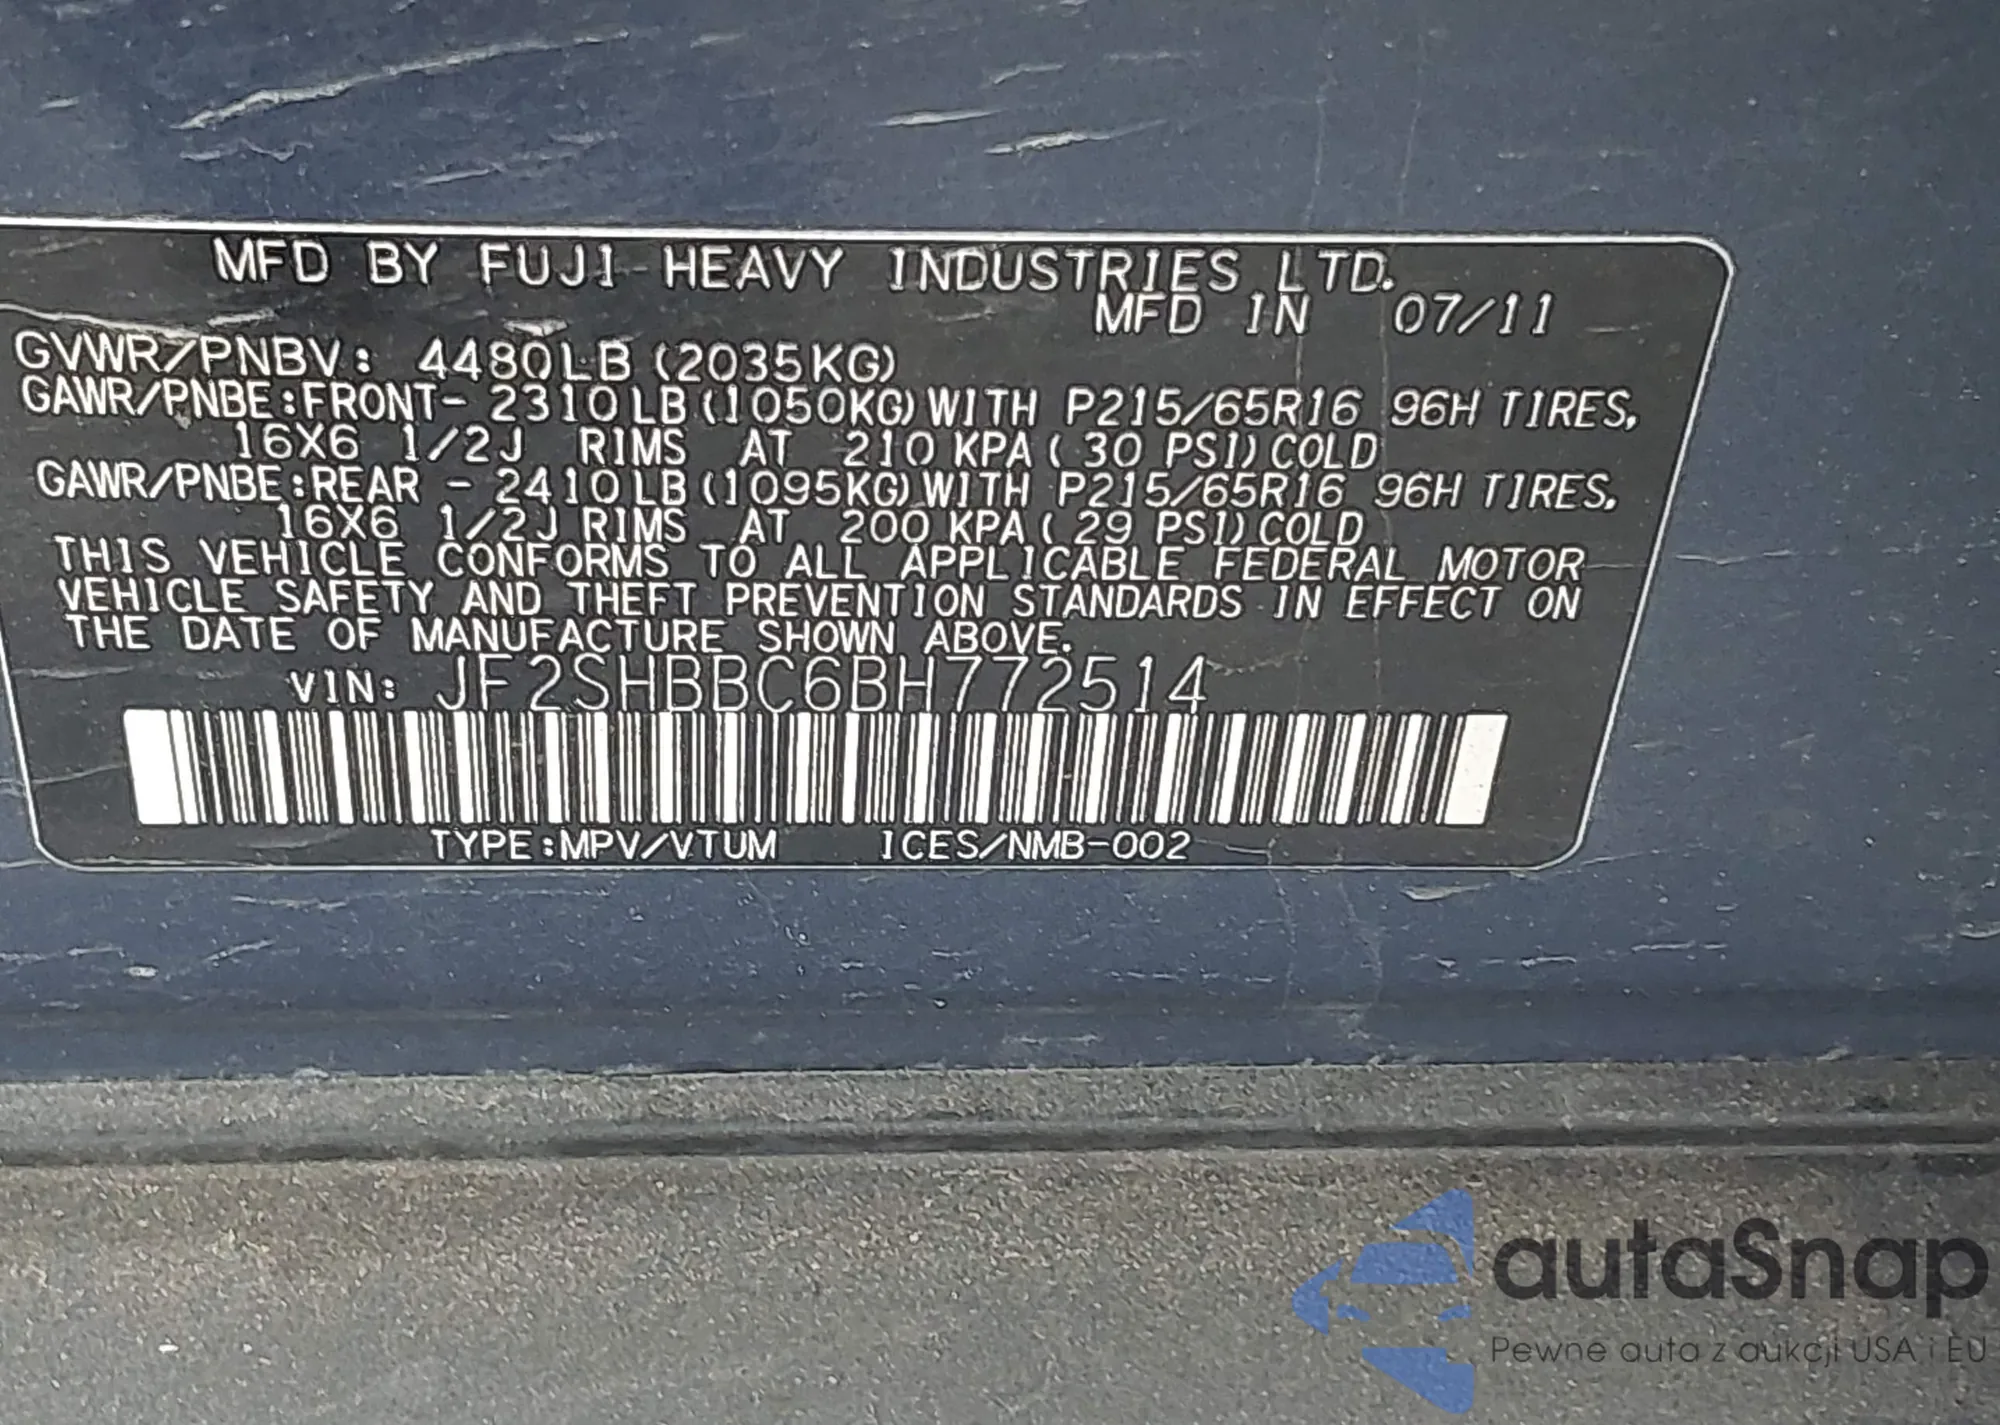 MFD BY FUJI HEAVY INDUSTRIES LTD.
MFD IN 07/11
GVWR/PNBV: 4480LB (2035KG)
GAWR/PNBE:FRONT- 2310LB(1050KG)WITH P215/65R16 96H TIRES,
16X6 1/2J RIMS AT 210 KPA ( 30 PSI)COLD
GAWR/PNBE:REAR - 2410LB(1095KG)WITH P215/65R16 96H TIRES,
16X6 1/2J RIMS AT 200 KPA ( 29 PSI)COLD
THIS VEHICLE CONFORMS TO ALL APPLICABLE FEDERAL MOTOR
VEHICLE SAFETY AND THEFT PREVENTION STANDARDS IN EFFECT ON
THE DATE OF MANUFACTURE SHOWN ABOVE.
VIN: JF2SHBBC6BH772514
TYPE:MPV/VTUM ICES/NMB-002
autaSnap
Pewne auta z aukcji USA i EU